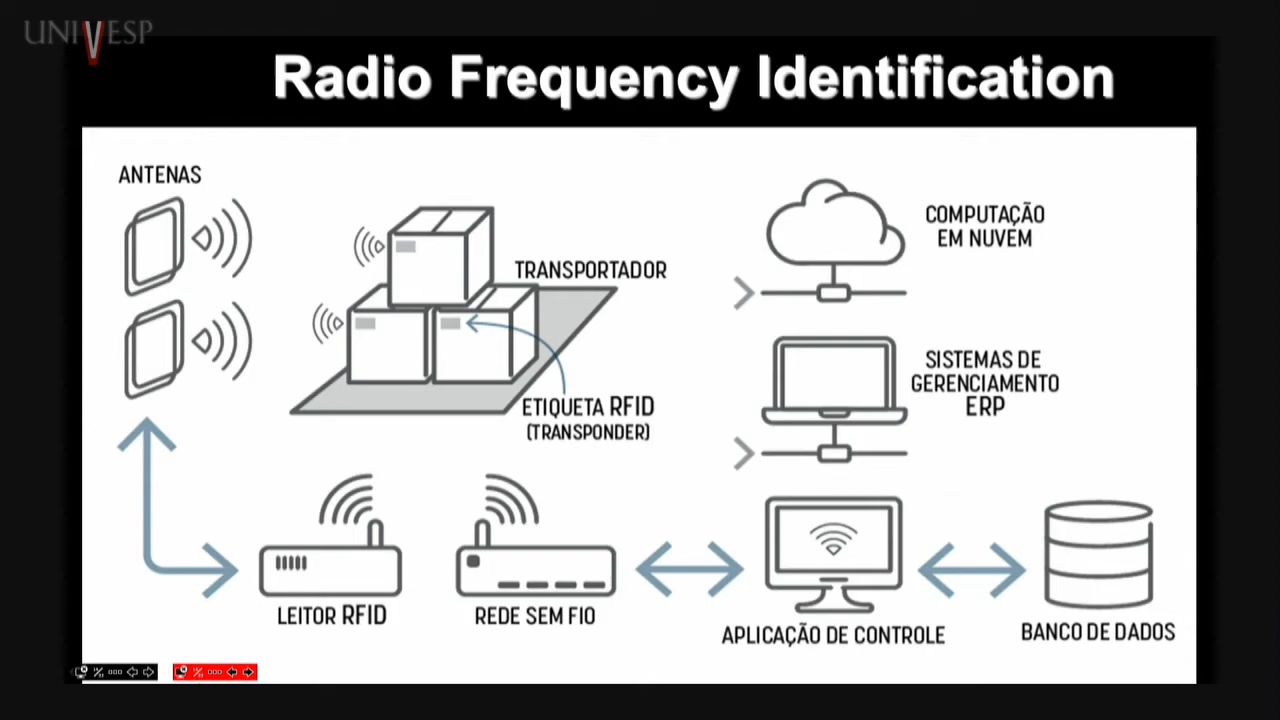 UNIVESP
Radio Frequency Identification
ANTENAS
TRANSPORTADOR
ETIQUETA RFID
(TRANSPONDER)
COMPUTAÇÃO
EM NUVEM
SISTEMAS DE
GERENCIAMENTO
ERP
LEITOR RFID
REDE SEM FIO
APLICAÇÃO DE CONTROLE
BANCO DE DADOS